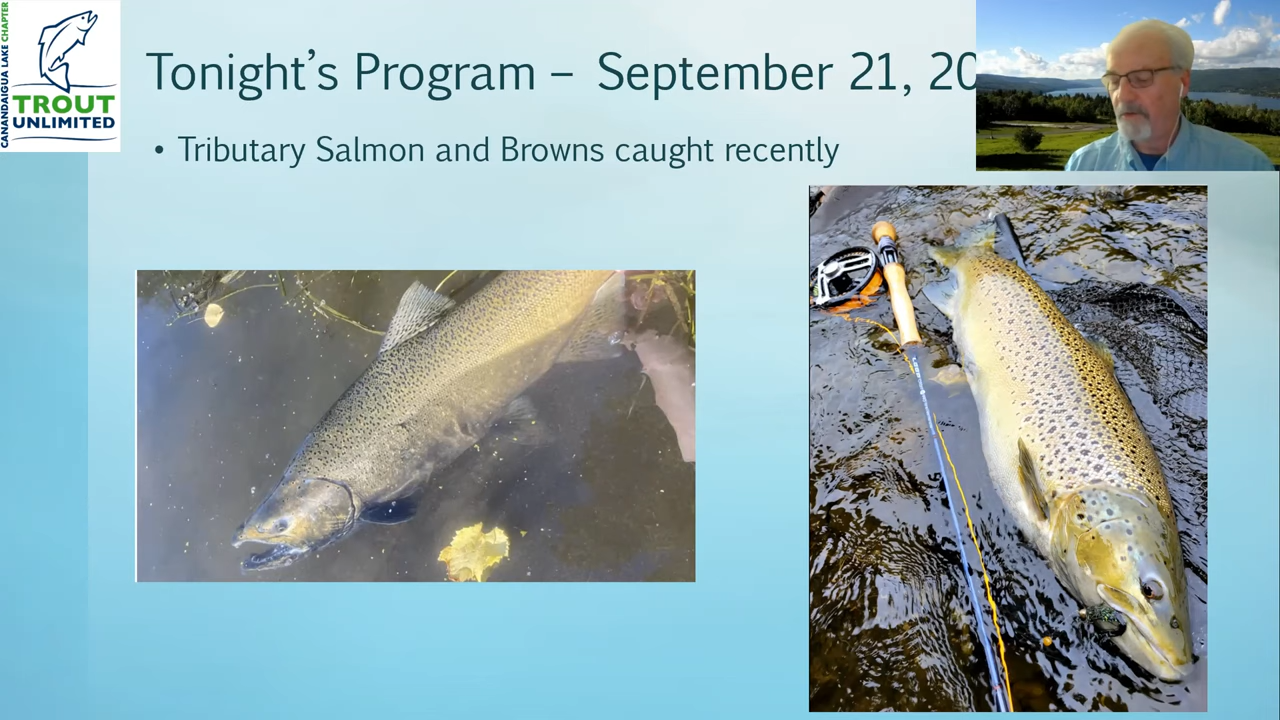 CANANDAIGUA LAKE CHAPTER
TROUT
UNLIMITED
Tonight's Program – September 21, 20
• Tributary Salmon and Browns caught recently